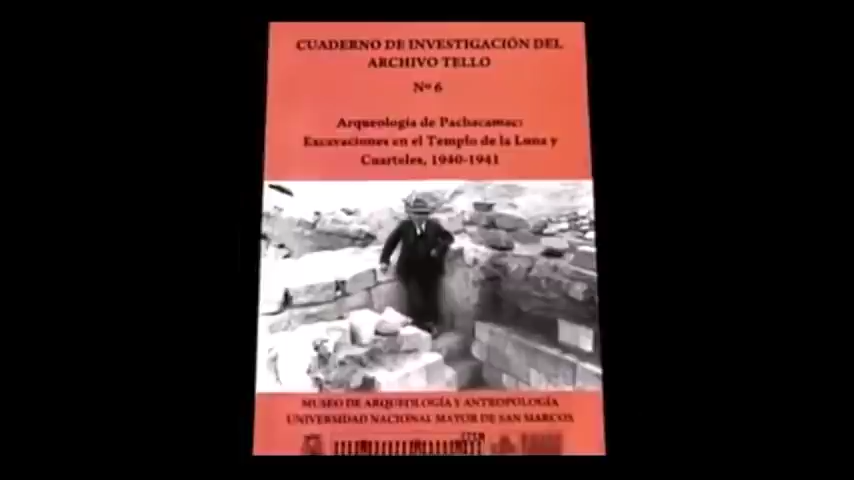 CUADERNO DE INVESTIGACIÓN DEL
ARCHIVO TELLO
Nº 6
Arqueología de Pachacamac:
Excavaciones en el Templo de la Luna y
Cuarteles, 1940-1941
MUSEO DE ARQUEOLOGÍA Y ANTROPOLOGÍA
UNIVERSIDAD NACIONAL MAYOR DE SAN MARCOS